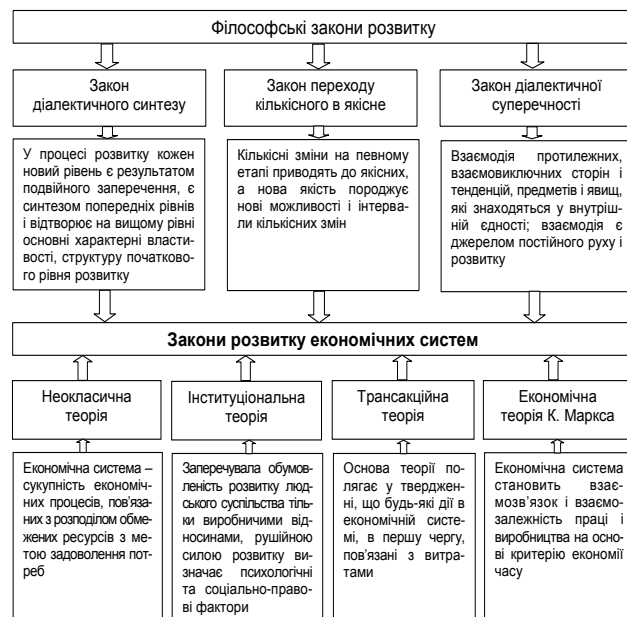 Філософські закони розвитку
Закон
діалектичного синтезу
Закон переходу
кількісного в якісне
Закон діалектичної
суперечності
У процесі розвитку кожен
новий рівень є результатом
подвійного заперечення, є
синтезом попередніх рівнів
і відтворює на вищому рівні
основні характерні власти-
вості, структуру початково-
го рівня розвитку
Кількісні зміни на певному
етапі приводять до якісних,
а нова якість породжує
нові можливості і інтерва-
ли кількісних змін
Взаємодія протилежних,
взаємовиключних сторін і
тенденцій, предметів і явищ,
які знаходяться у внутріш-
ній єдності; взаємодія є
джерелом постійного руху і
розвитку
Закони розвитку економічних систем
Неокласична
теорія
Інституціональна
теорія
Трансакційна
теорія
Економічна
теорія К. Маркса
Економічна система –
сукупність економі-
чних процесів, пов’яза-
них з розподілом обме-
жених ресурсів з ме-
тою задоволення пот-
реб
Заперечувала обумов-
леність розвитку люд-
ського суспільства тіль-
ки виробничими від-
носинами, рушійною
силою розвитку ви-
значає психологічні
та соціально-право-
ві фактори
Основа теорії по-
лягає у твердже-
нні, що будь-які дії в
економічній систе-
мі, в першу чергу,
пов’язані з витра-
тами
Економічна система
становить взає-
мозв’язок і взаємо-
залежність праці і
виробництва на осно-
ві критерію економії
часу